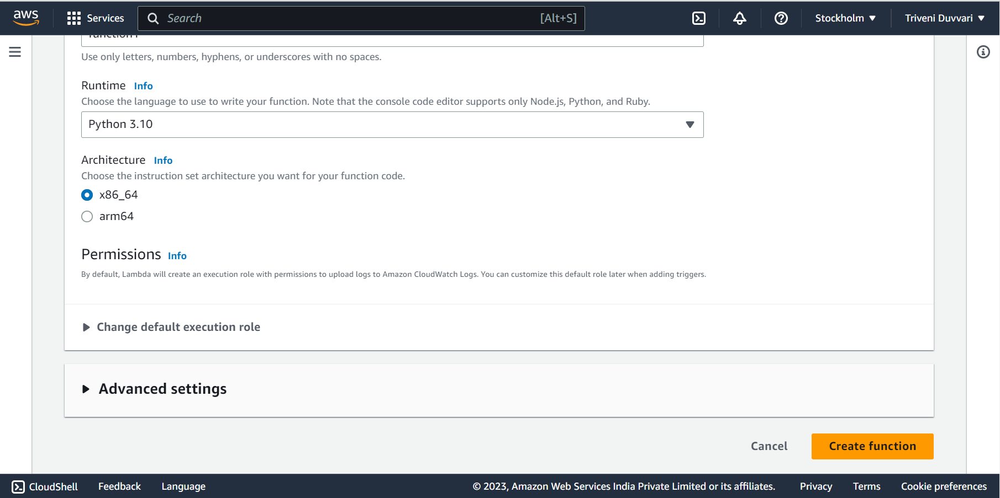 aws
Services
Search [Alt+S]
Stockholm
Triveni Duvvari
Use only letters, numbers, hyphens, or underscores with no spaces.
Runtime Info
Choose the language to use to write your function. Note that the console code editor supports only Node.js, Python, and Ruby.
Python 3.10
Architecture Info
Choose the instruction set architecture you want for your function code.
x86_64
arm64
Permissions Info
By default, Lambda will create an execution role with permissions to upload logs to Amazon CloudWatch Logs. You can customize this default role later when adding triggers.
Change default execution role
Advanced settings
Cancel
Create function
CloudShell Feedback Language © 2023, Amazon Web Services India Private Limited or its affiliates. Privacy Terms Cookie preferences